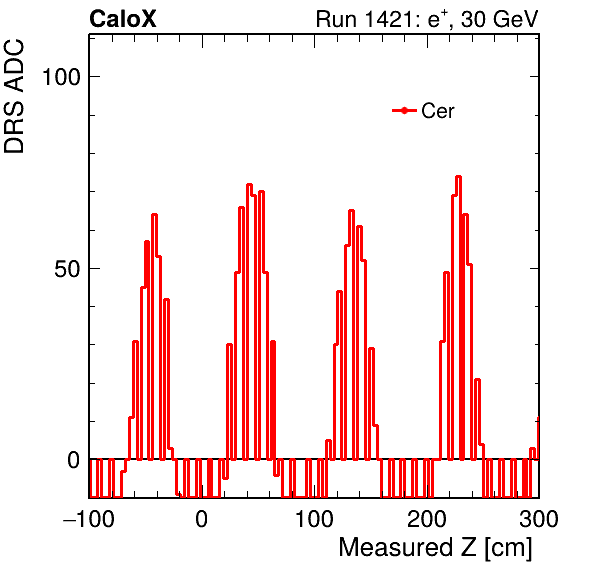 CaloX Run 1421: e⁺, 30 GeV
DRS ADC
100
Cer
50
0
−100 0 100 200 300
Measured Z [cm]